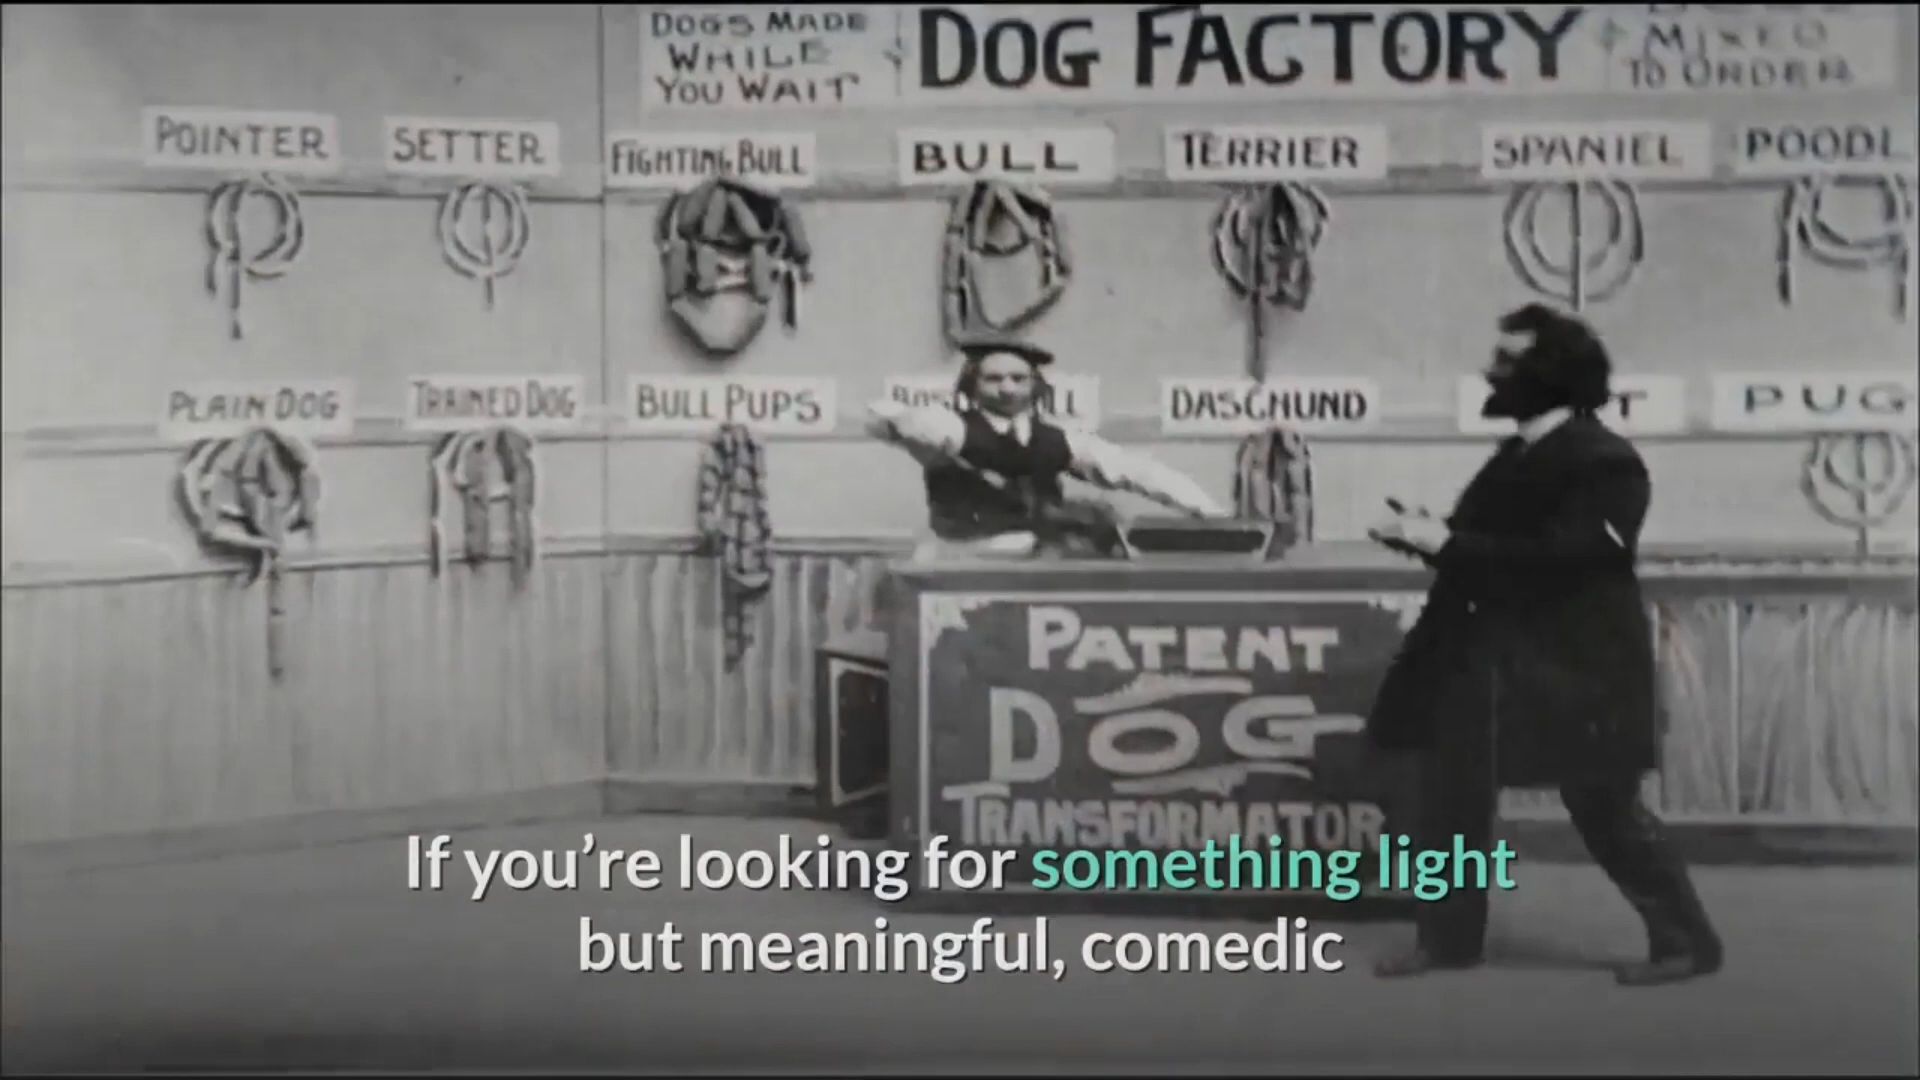 DOGS MADE
WHILE
YOU WAIT
DOG FACTORY
MIXED
TO ORDER
POINTER
SETTER
FIGHTING BULL
BULL
TERRIER
SPANIEL
POODL
PLAIN DOG
TRAINED DOG
BULL PUPS
DASCHUND
PUG
PATENT
DOG
TRANSFORMATOR
If you're looking for something light
but meaningful, comedic